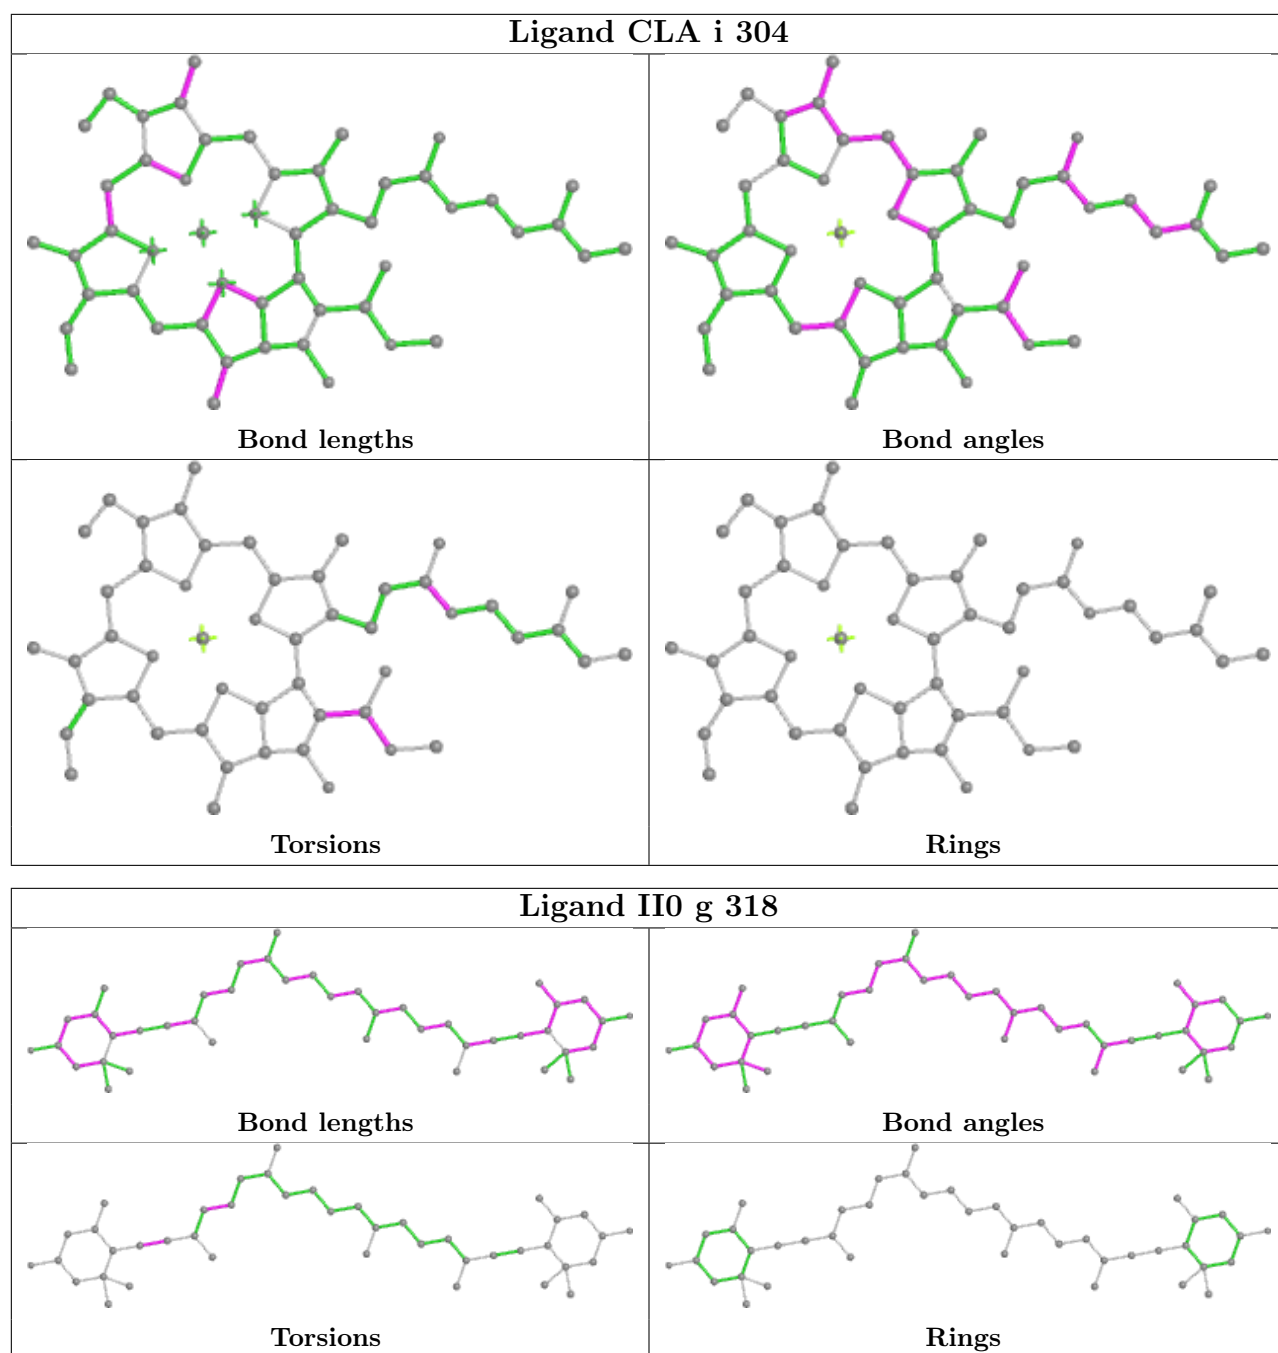 Ligand CLA i 304
Bond lengths
Bond angles
Torsions
Rings
Ligand II0 g 318
Bond lengths
Bond angles
Torsions
Rings